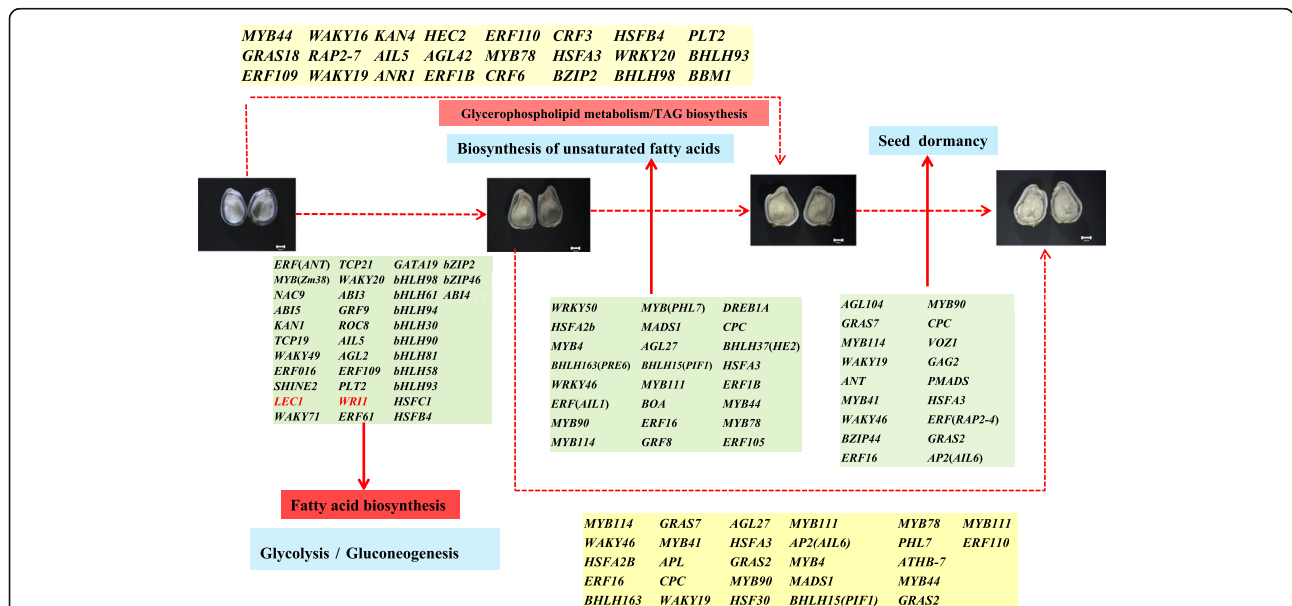 MYB44 WAKY16 KAN4 HEC2 ERF110 CRF3 HSFB4 PLT2
GRAS18 RAP2-7 AIL5 AGL42 MYB78 HSFA3 WRKY20 BHLH93
ERF109 WAKY19 ANR1 ERF1B CRF6 BZIP2 BHLH98 BBM1
Glycerophospholipid metabolism/TAG biosythesis
Biosynthesis of unsaturated fatty acids
Seed dormancy
ERF(ANT) TCP21 GATA19 bZIP2
MYB(Zm38) WAKY20 bHLH98 bZIP46
NAC9 ABI3 bHLH61 ABI4
ABI5 GRF9 bHLH94
KAN1 ROC8 bHLH30
TCP19 AIL5 bHLH90
WAKY49 AGL2 bHLH81
ERF016 ERF109 bHLH58
SHINE2 PLT2 bHLH93
LEC1 WRI1 HSFC1
WAKY71 ERF61 HSFB4
WRKY50 MYB(PHL7) DREB1A
HSFA2b MADS1 CPC
MYB4 AGL27 BHLH37(HE2)
BHLH163(PRE6) BHLH15(PIF1) HSFA3
WRKY46 MYB111 ERF1B
ERF(AIL1) BOA MYB44
MYB90 ERF16 MYB78
MYB114 GRF8 ERF105
AGL104 MYB90
GRAS7 CPC
MYB114 VOZ1
WAKY19 GAG2
ANT PMADS
MYB41 HSFA3
WAKY46 ERF(RAP2-4)
BZIP44 GRAS2
ERF16 AP2(AIL6)
Fatty acid biosynthesis
Glycolysis / Gluconeogenesis
MYB114 GRAS7 AGL27 MYB111 MYB78 MYB111
WAKY46 MYB41 HSFA3 AP2(AIL6) PHL7 ERF110
HSFA2B APL GRAS2 MYB4 ATHB-7
ERF16 CPC MYB90 MADS1 MYB44
BHLH163 WAKY19 HSF30 BHLH15(PIF1) GRAS2